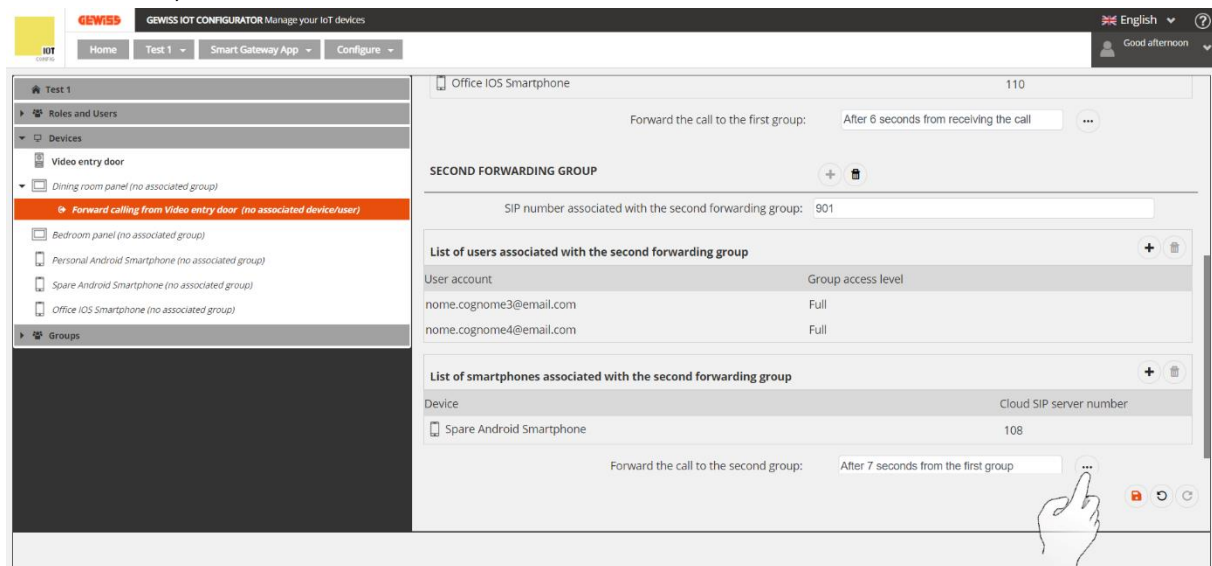 GEWISS GEWISS IOT CONFIGURATOR Manage your IoT devices English ?
IOT
CONFIG
Home Test 1 Smart Gateway App Configure Good afternoon
Test 1
Roles and Users
Devices
Video entry door
Dining room panel (no associated group)
Forward calling from Video entry door (no associated device/user)
Bedroom panel (no associated group)
Personal Android Smartphone (no associated group)
Spare Android Smartphone (no associated group)
Office IOS Smartphone (no associated group)
Groups
Office IOS Smartphone 110
Forward the call to the first group: After 6 seconds from receiving the call ...
SECOND FORWARDING GROUP
SIP number associated with the second forwarding group: 901
List of users associated with the second forwarding group
User account Group access level
nome.cognome3@email.com Full
nome.cognome4@email.com Full
List of smartphones associated with the second forwarding group
Device Cloud SIP server number
Spare Android Smartphone 108
Forward the call to the second group: After 7 seconds from the first group ...